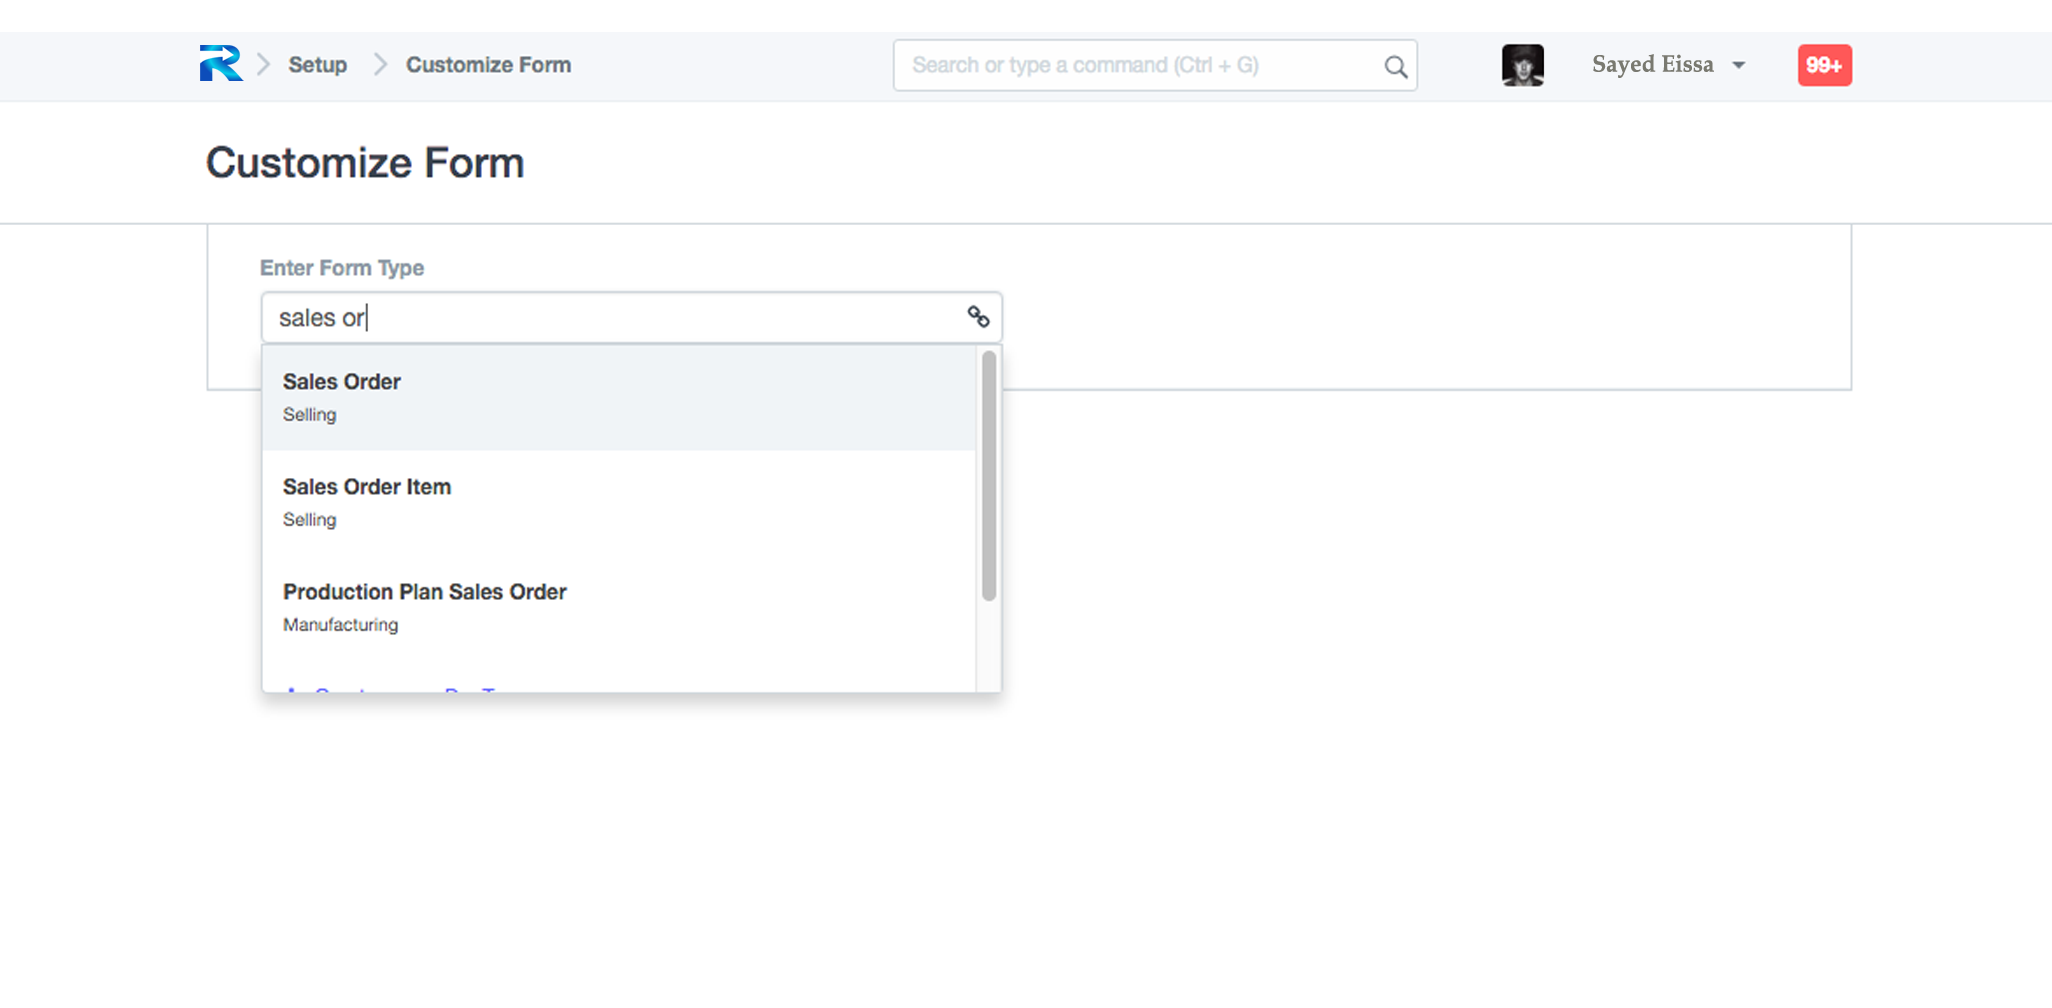 Setup
Customize Form
Search or type a command (Ctrl + G)
Sayed Eissa
99+
Customize Form
Enter Form Type
sales or
Sales Order
Selling
Sales Order Item
Selling
Production Plan Sales Order
Manufacturing